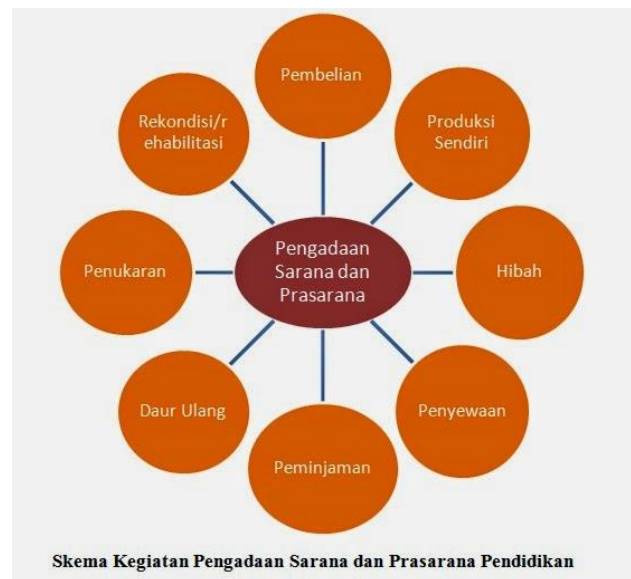 Pembelian
Produksi
Sendiri
Hibah
Penyewaan
Peminjaman
Daur Ulang
Penukaran
Rekondisi/r
ehabilitasi
Pengadaan
Sarana dan
Prasarana
Skema Kegiatan Pengadaan Sarana dan Prasarana Pendidikan